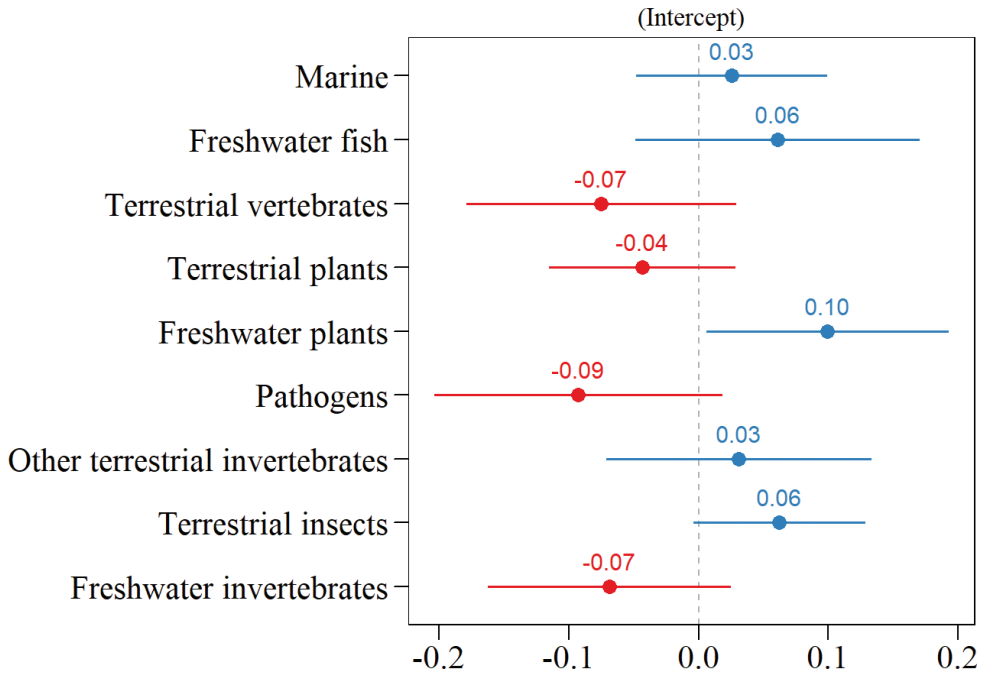 (Intercept)
Marine
0.03
Freshwater fish
0.06
Terrestrial vertebrates
-0.07
Terrestrial plants
-0.04
Freshwater plants
0.10
Pathogens
-0.09
Other terrestrial invertebrates
0.03
Terrestrial insects
0.06
Freshwater invertebrates
-0.07
-0.2 -0.1 0.0 0.1 0.2